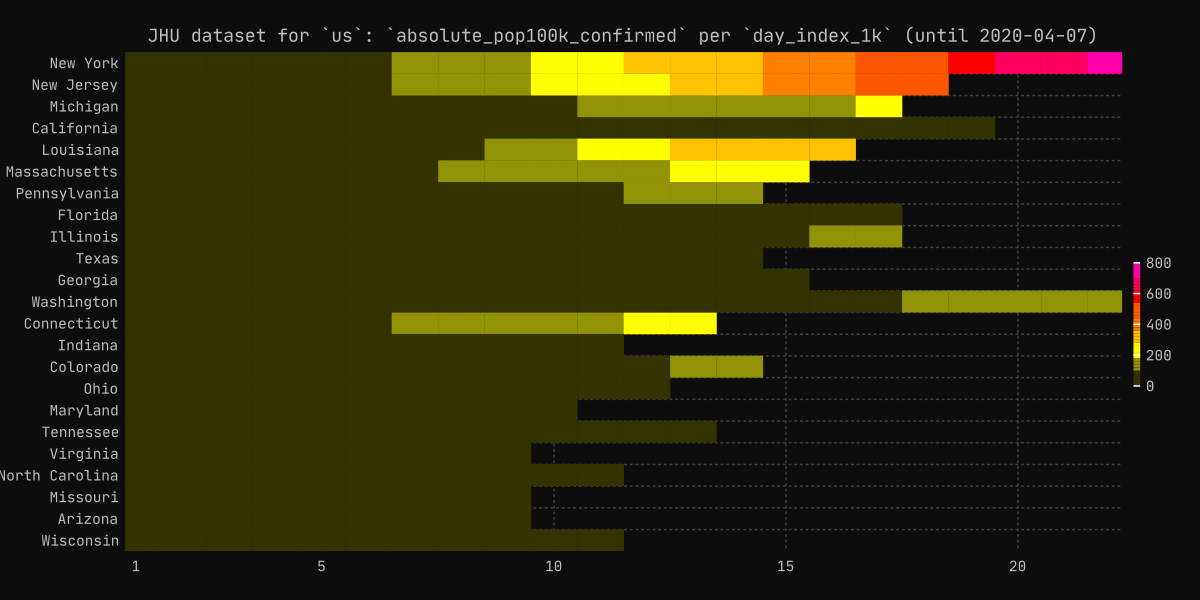 JHU dataset for `us`: `absolute_pop100k_confirmed` per `day_index_1k` (until 2020-04-07)
New York
New Jersey
Michigan
California
Louisiana
Massachusetts
Pennsylvania
Florida
Illinois
Texas
Georgia
Washington
Connecticut
Indiana
Colorado
Ohio
Maryland
Tennessee
Virginia
North Carolina
Missouri
Arizona
Wisconsin
1 5 10 15 20
800
600
400
200
0